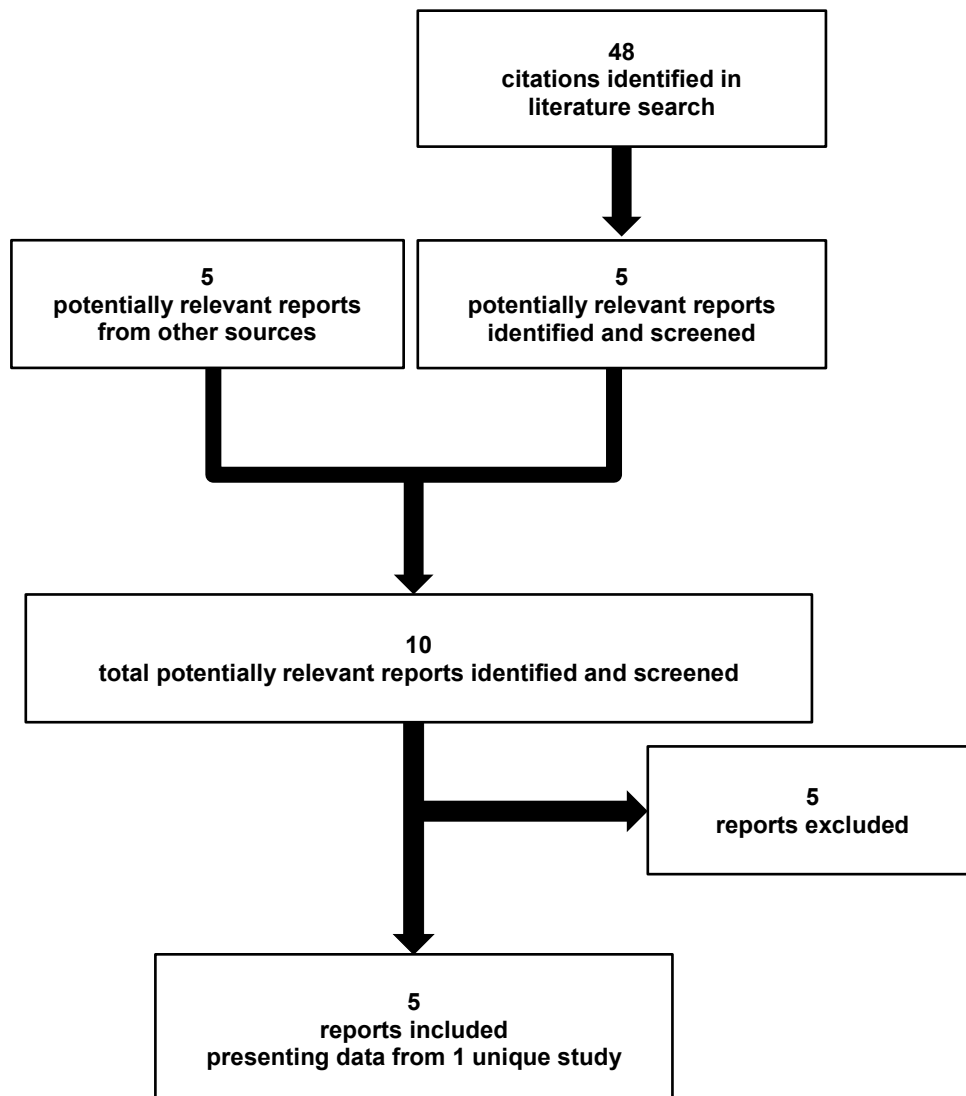 48
citations identified in
literature search
5
potentially relevant reports
from other sources
5
potentially relevant reports
identified and screened
10
total potentially relevant reports identified and screened
5
reports excluded
5
reports included
presenting data from 1 unique study